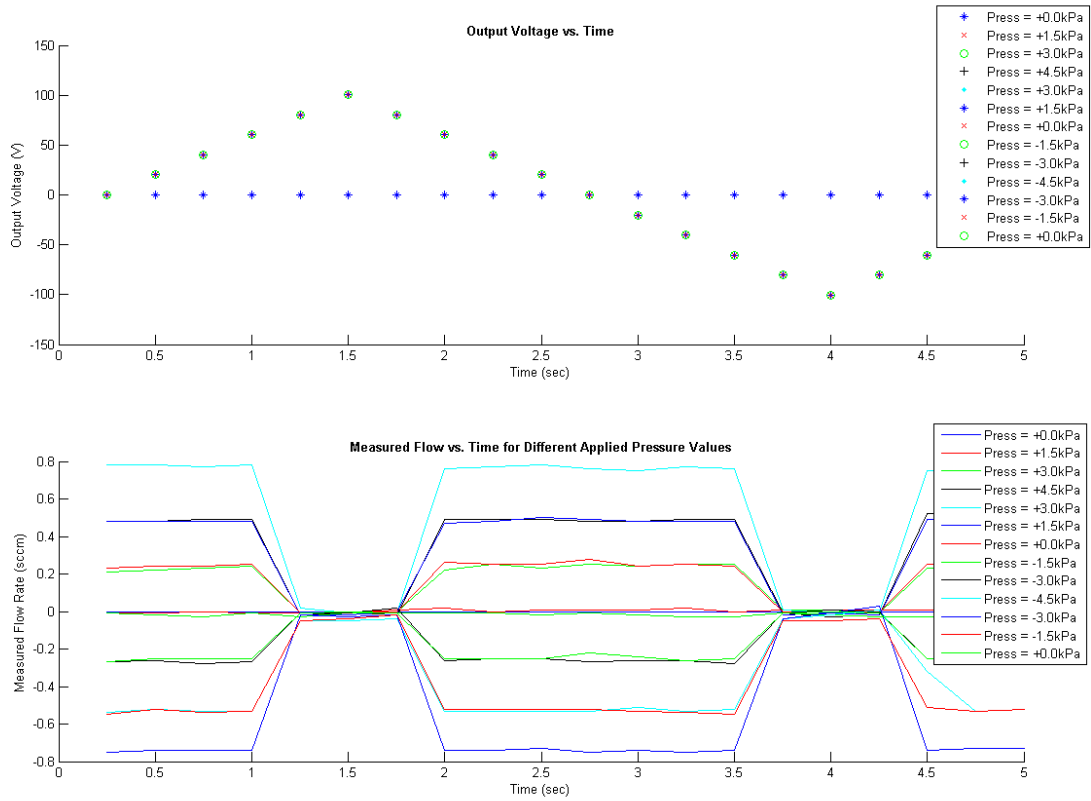 Output Voltage vs. Time
Output Voltage (V)
150
100
50
0
-50
-100
-150
0 0.5 1 1.5 2 2.5 3 3.5 4 4.5 5
Time (sec)
Press = +0.0kPa
Press = +1.5kPa
Press = +3.0kPa
Press = +4.5kPa
Press = +3.0kPa
Press = +1.5kPa
Press = +0.0kPa
Press = -1.5kPa
Press = -3.0kPa
Press = -4.5kPa
Press = -3.0kPa
Press = -1.5kPa
Press = +0.0kPa
Measured Flow vs. Time for Different Applied Pressure Values
Measured Flow Rate (sccm)
0.8
0.6
0.4
0.2
0
-0.2
-0.4
-0.6
-0.8
0 0.5 1 1.5 2 2.5 3 3.5 4 4.5 5
Time (sec)
Press = +0.0kPa
Press = +1.5kPa
Press = +3.0kPa
Press = +4.5kPa
Press = +3.0kPa
Press = +1.5kPa
Press = +0.0kPa
Press = -1.5kPa
Press = -3.0kPa
Press = -4.5kPa
Press = -3.0kPa
Press = -1.5kPa
Press = +0.0kPa